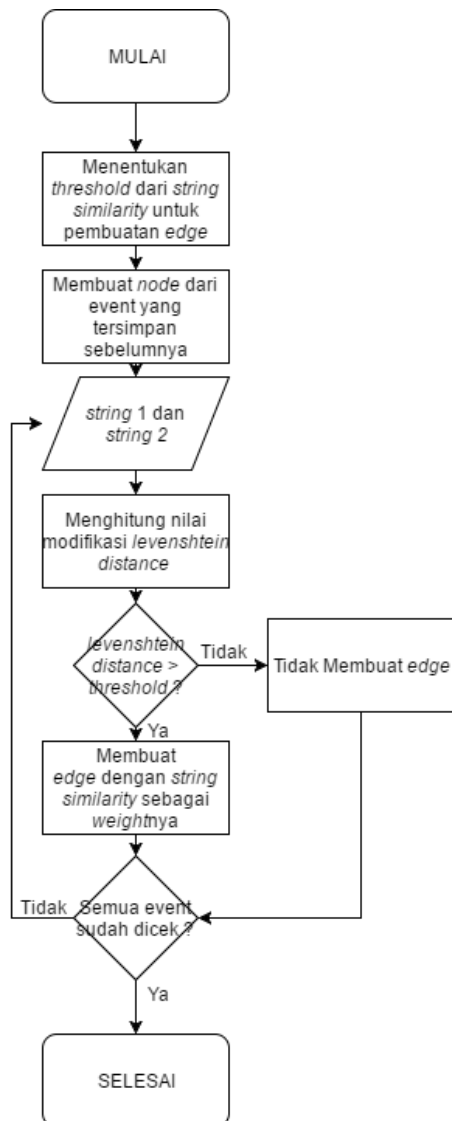 MULAI
Menentukan
threshold dari string
similarity untuk
pembuatan edge
Membuat node dari
event yang
tersimpan
sebelumnya
string 1 dan
string 2
Menghitung nilai
modifikasi levenshtein
distance
levenshtein
distance >
threshold ?
Tidak
Tidak Membuat edge
Ya
Membuat
edge dengan string
similarity sebagai
weightnya
Tidak
Semua event
sudah dicek ?
Ya
SELESAI